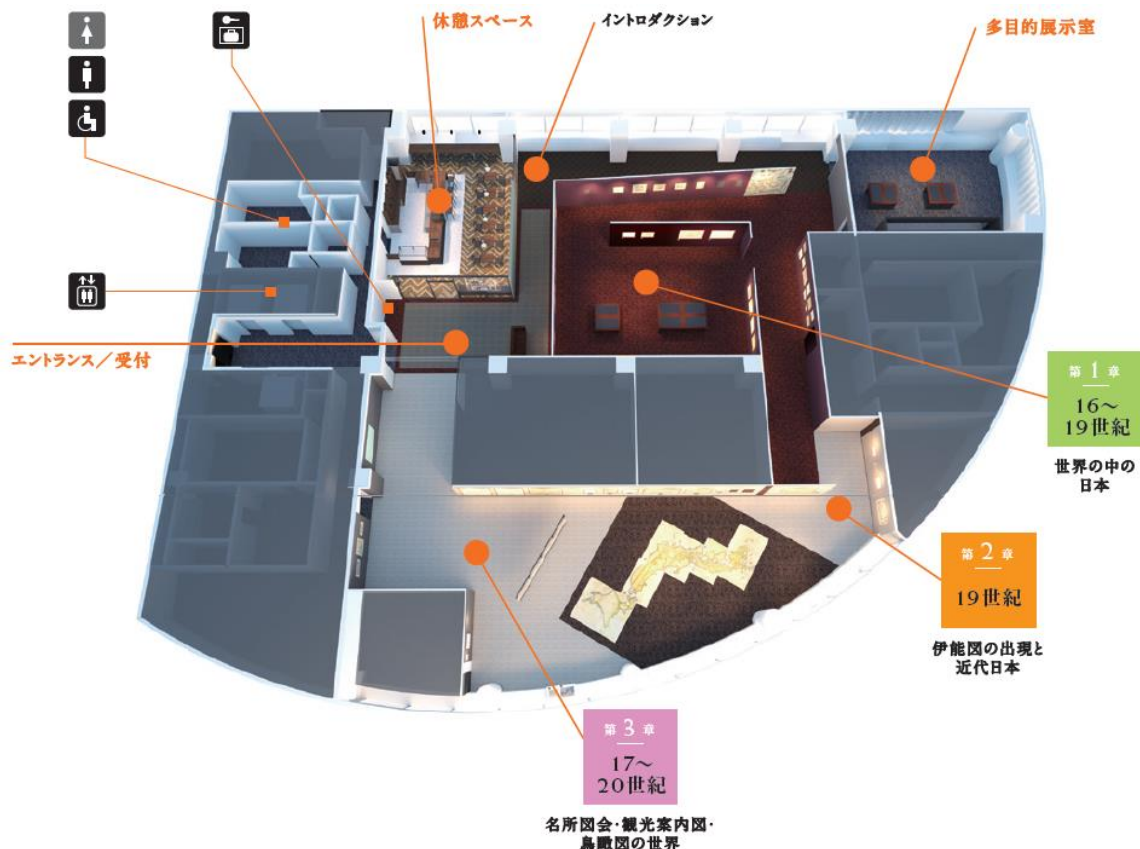 休憩スペース
イントロダクション
多目的展示室
エントランス／受付
第1章
16〜
19世紀
世界の中の
日本
第2章
19世紀
伊能図の出現と
近代日本
第3章
17〜
20世紀
名所図会・観光案内図・
鳥瞰図の世界